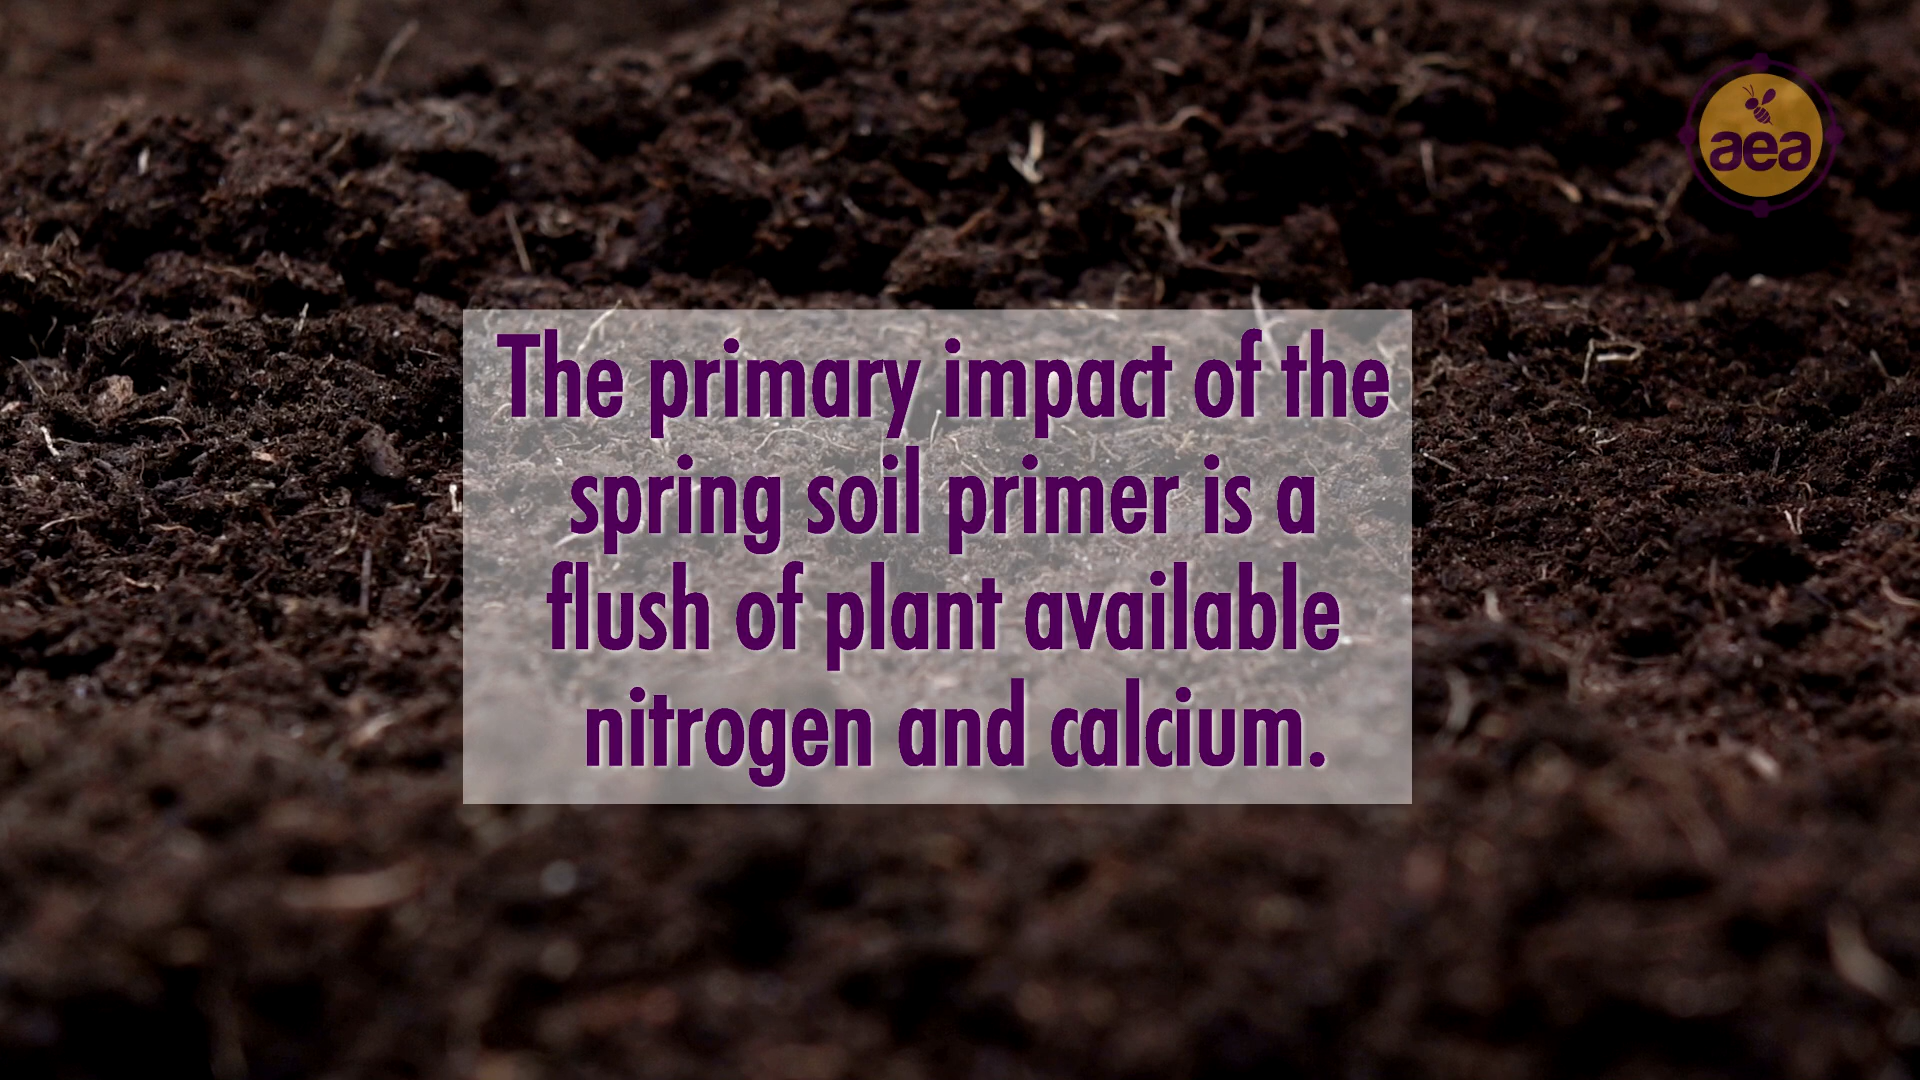 aea
The primary impact of the
spring soil primer is a
flush of plant available
nitrogen and calcium.